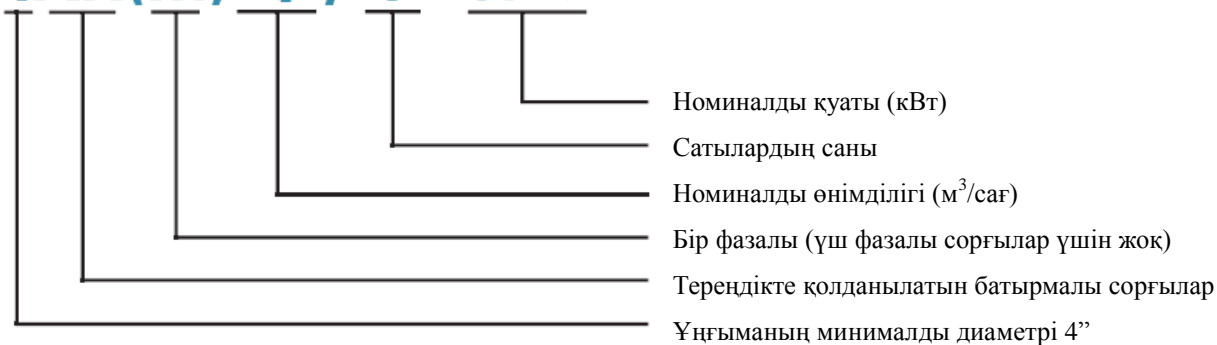 Номиналды қуаты (кВт)
Сатылардың саны
Номиналды өнімділігі (м³/сағ)
Бір фазалы (үш фазалы сорғылар үшін жоқ)
Тереңдікте қолданылатын батырмалы сорғылар
Ұңғыманың минималды диаметрі 4”